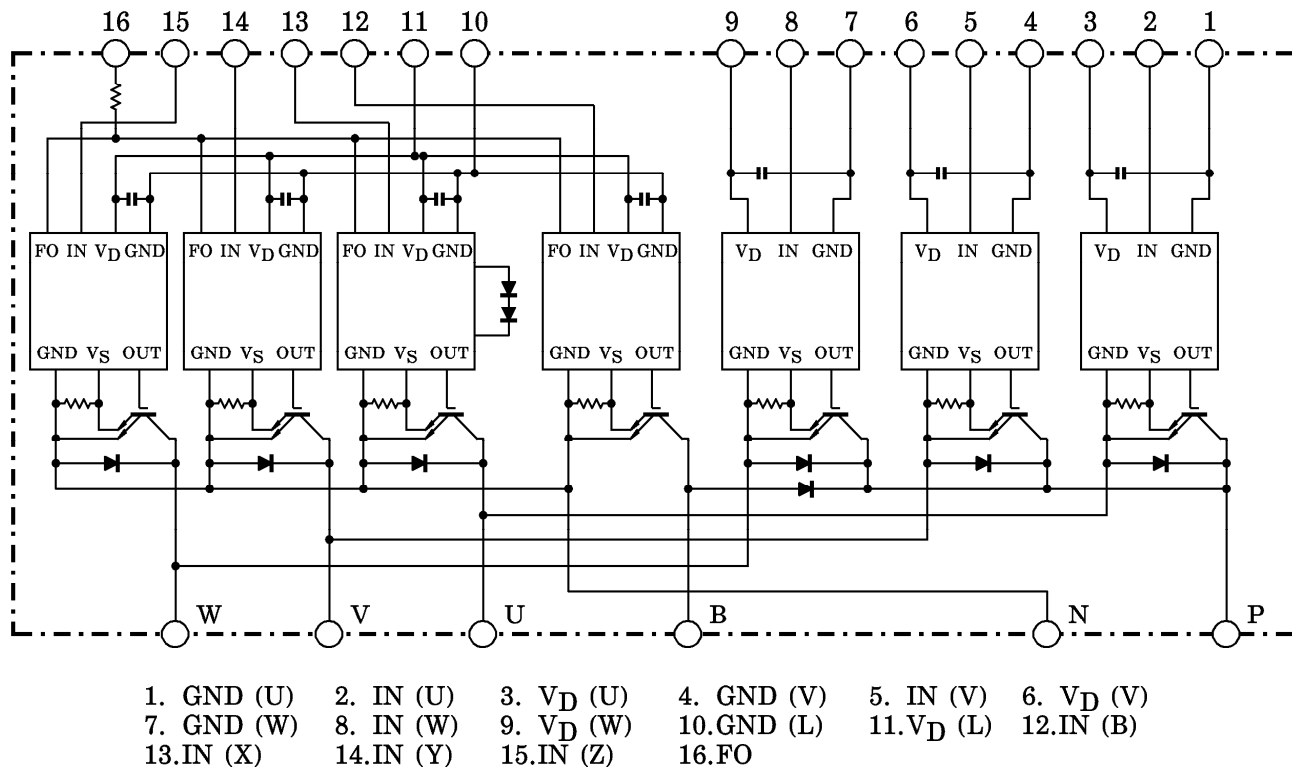 16 15 14 13 12 11 10 9 8 7 6 5 4 3 2 1
FO IN VD GND FO IN VD GND FO IN VD GND FO IN VD GND VD IN GND VD IN GND VD IN GND
GND VS OUT GND VS OUT GND VS OUT GND VS OUT GND VS OUT GND VS OUT GND VS OUT
W V U B N P
1. GND (U) 2. IN (U) 3. VD (U) 4. GND (V) 5. IN (V) 6. VD (V)
7. GND (W) 8. IN (W) 9. VD (W) 10.GND (L) 11.VD (L) 12.IN (B)
13.IN (X) 14.IN (Y) 15.IN (Z) 16.FO